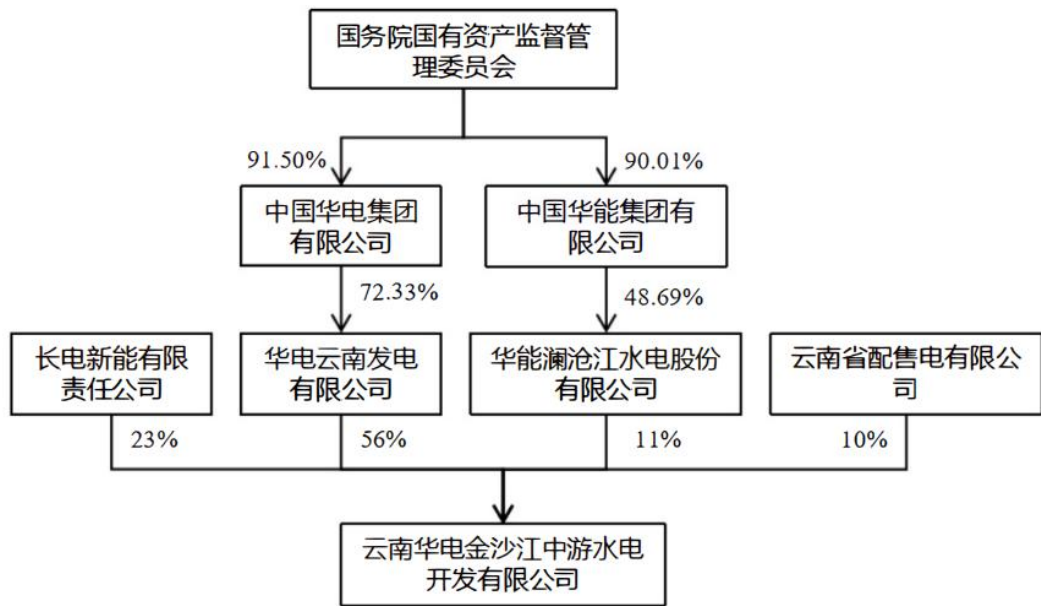 国务院国有资产监督管
理委员会
91.50%
90.01%
中国华电集团
有限公司
中国华能集团有
限公司
72.33%
48.69%
长电新能有限
责任公司
华电云南发电
有限公司
华能澜沧江水电股份
有限公司
云南省配售电有限公
司
23%
56%
11%
10%
云南华电金沙江中游水电
开发有限公司